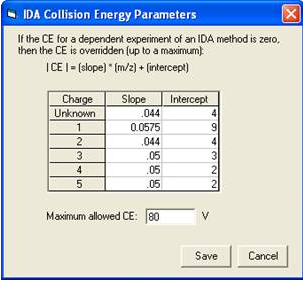 IDA Collision Energy Parameters
If the CE for a dependent experiment of an IDA method is zero,
then the CE is overridden (up to a maximum):
| CE | = (slope) * (m/z) + (intercept)
Charge Slope Intercept
Unknown .044 4
1 0.0575 9
2 .044 4
3 .05 3
4 .05 2
5 .05 2
Maximum allowed CE: 80 V
Save Cancel